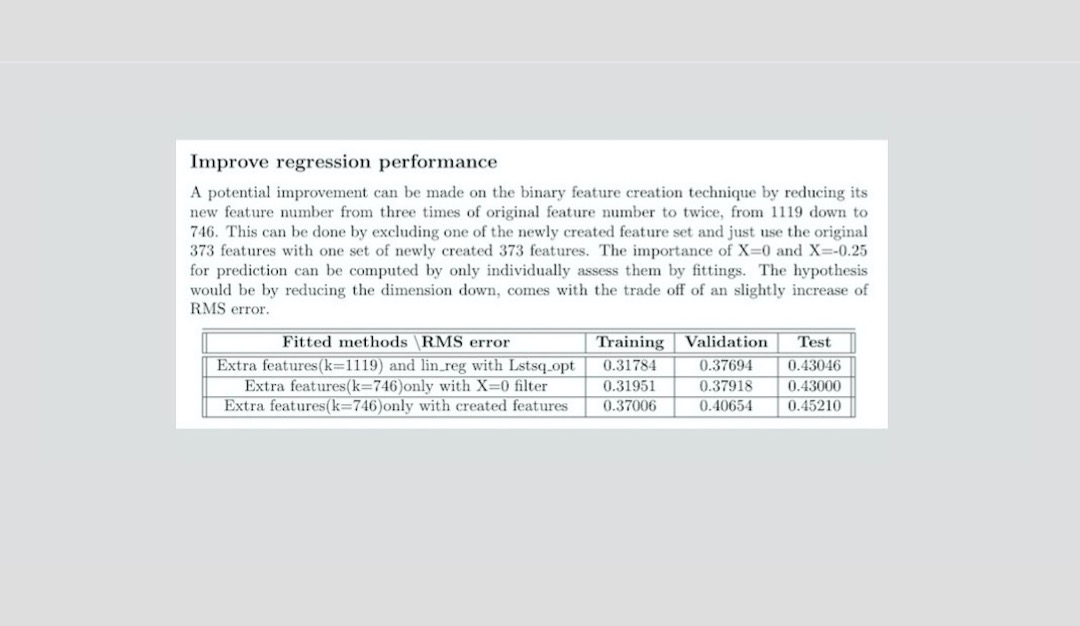 Improve regression performance
A potential improvement can be made on the binary feature creation technique by reducing its
new feature number from three times of original feature number to twice, from 1119 down to
746. This can be done by excluding one of the newly created feature set and just use the original
373 features with one set of newly created 373 features. The importance of X=0 and X=-0.25
for prediction can be computed by only individually assess them by fittings. The hypothesis
would be by reducing the dimension down, comes with the trade off of an slightly increase of
RMS error.
Fitted methods \RMS error Training Validation Test
Extra features(k=1119) and lin_reg with Lstsq_opt 0.31784 0.37694 0.43046
Extra features(k=746)only with X=0 filter 0.31951 0.37918 0.43000
Extra features(k=746)only with created features 0.37006 0.40654 0.45210